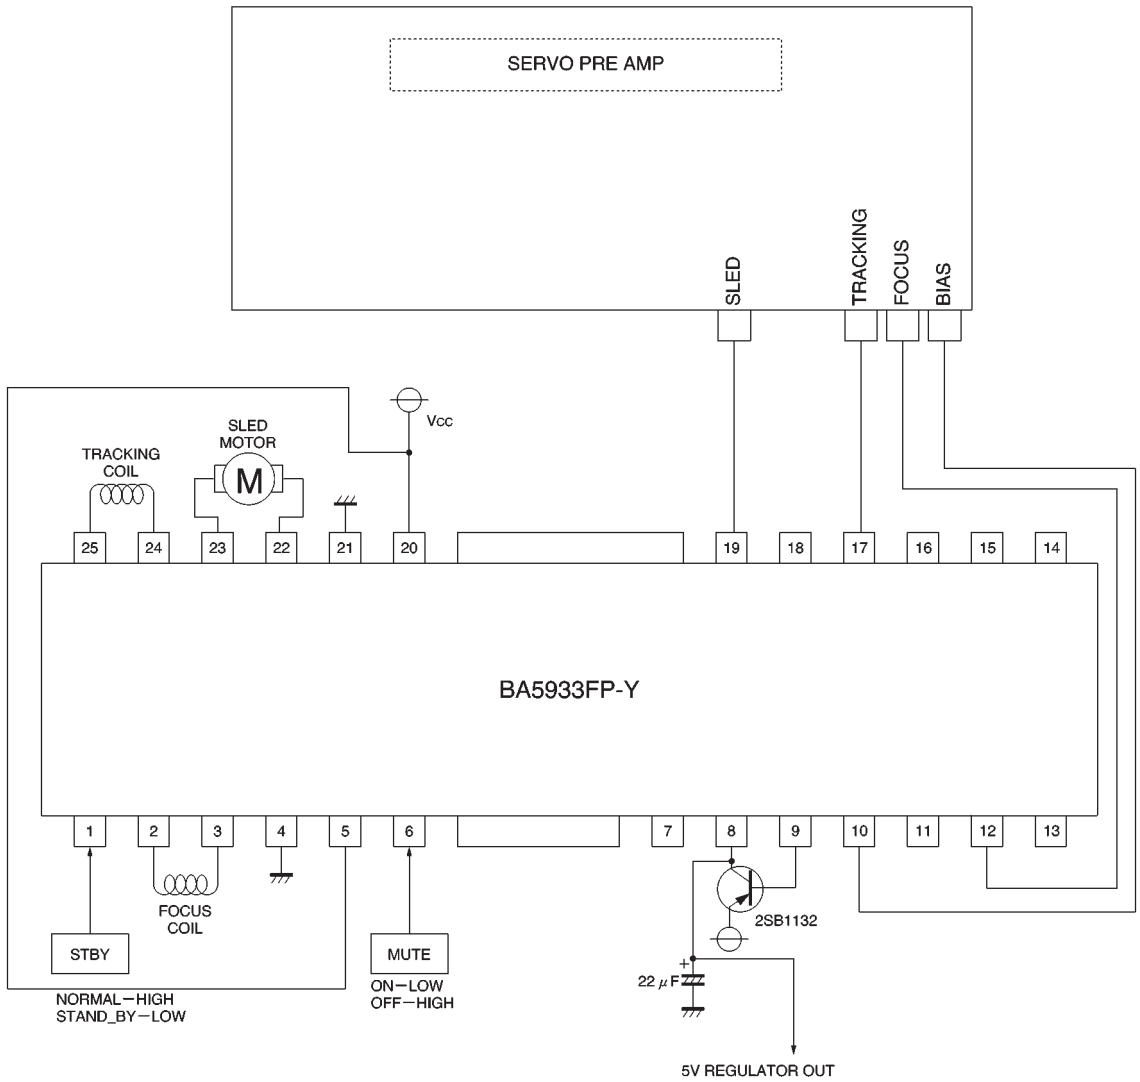 SERVO PRE AMP
SLED
TRACKING
FOCUS
BIAS
VCC
SLED
MOTOR
TRACKING
COIL
M
25
24
23
22
21
20
19
18
17
16
15
14
BA5933FP-Y
1
2
3
4
5
6
7
8
9
10
11
12
13
FOCUS
COIL
2SB1132
STBY
MUTE
NORMAL−HIGH
STAND_BY−LOW
ON−LOW
OFF−HIGH
+
22 μF
5V REGULATOR OUT